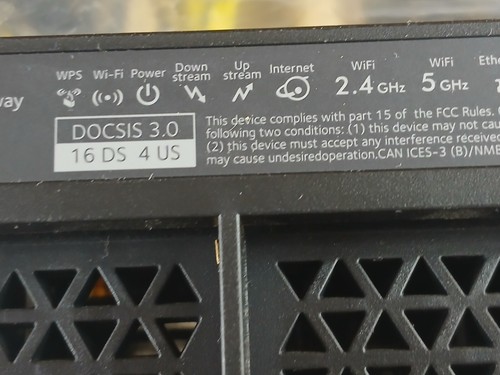 WPS Wi-Fi Power Down stream Up stream Internet WiFi 2.4 GHz WiFi 5 GHz
DOCSIS 3.0
16 DS 4 US
This device complies with part 15 of the FCC Rules.
following two conditions: (1) this device may not
(2) this device must accept any interference received
may cause undesiredoperation.CAN ICES-3 (B)/NMB